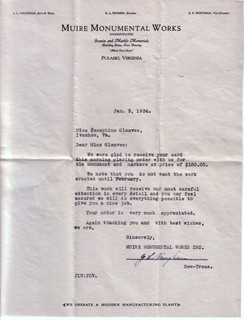 MUIRE MONUMENTAL WORKS
INCORPORATED
Granite and Marble Memorials
PULASKI, VIRGINIA
Jan. 3, 1934.
Miss Josephine Cleaves,
Ivanhoe, Va.
Dear Miss Cleaves:
We were glad to receive your card
this morning placing order with us for
the monument and markers at price of $150.00.
We note that you do not want the work
erected until February.
This work will receive our most careful
attention in every detail and you may feel
assured we will do everything possible to
give you a nice job.
Your order is very much appreciated.
Again thanking you and with best wishes,
we are,
Sincerely,
MUIRE MONUMENTAL WORKS INC.
Sec-Treas.
JLV:JDV.
WE OPERATE A MODERN MANUFACTURING PLANT